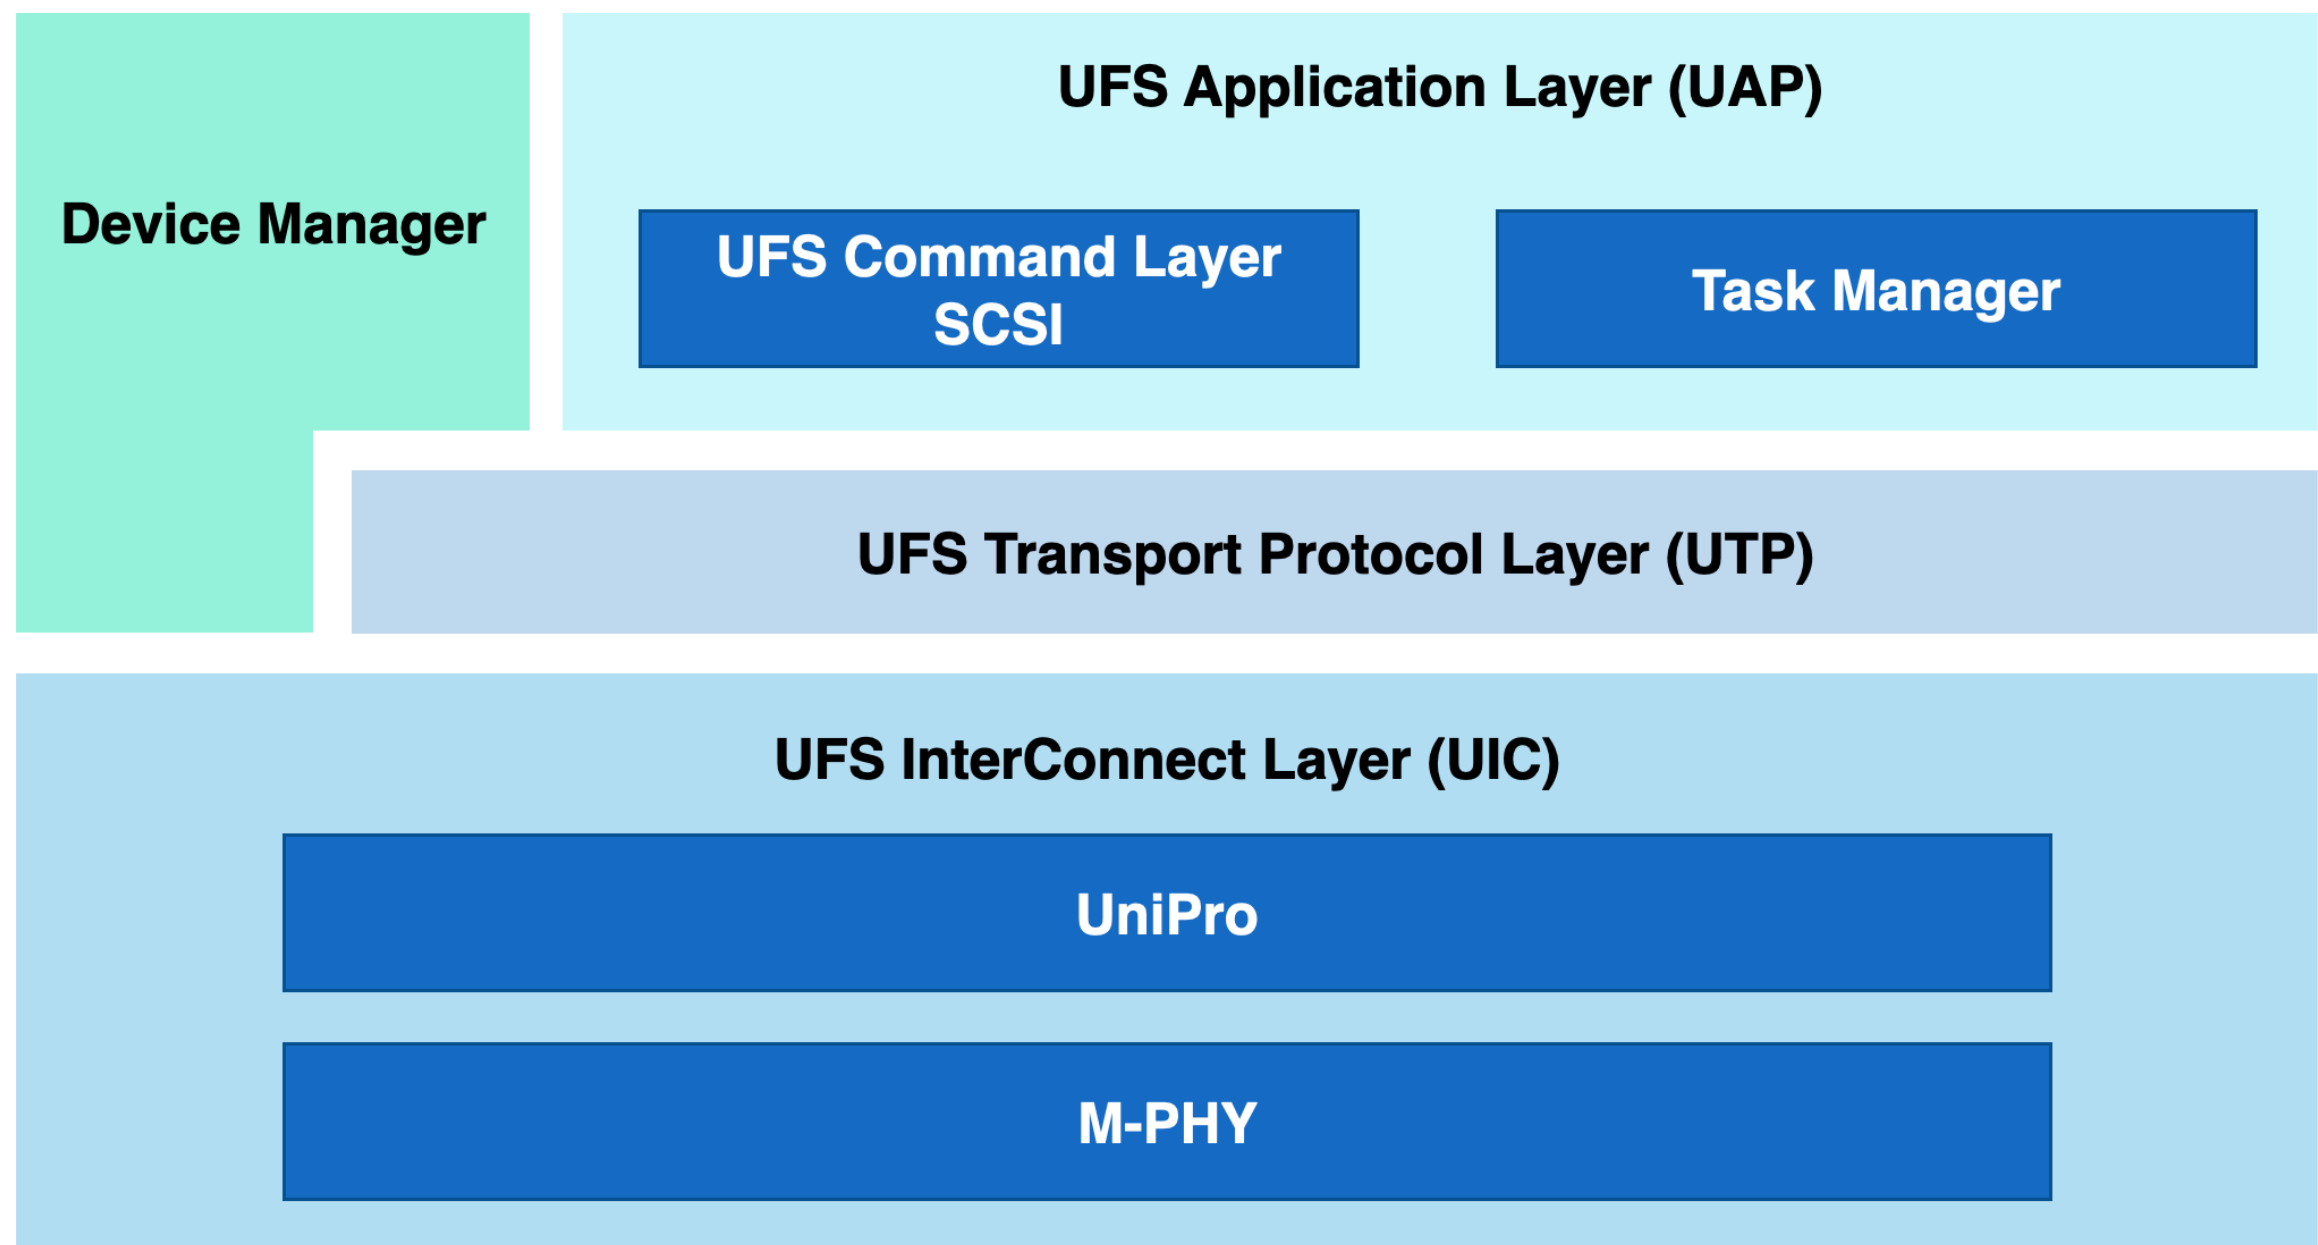 Device Manager
UFS Application Layer (UAP)
UFS Command Layer
SCSI
Task Manager
UFS Transport Protocol Layer (UTP)
UFS InterConnect Layer (UIC)
UniPro
M-PHY